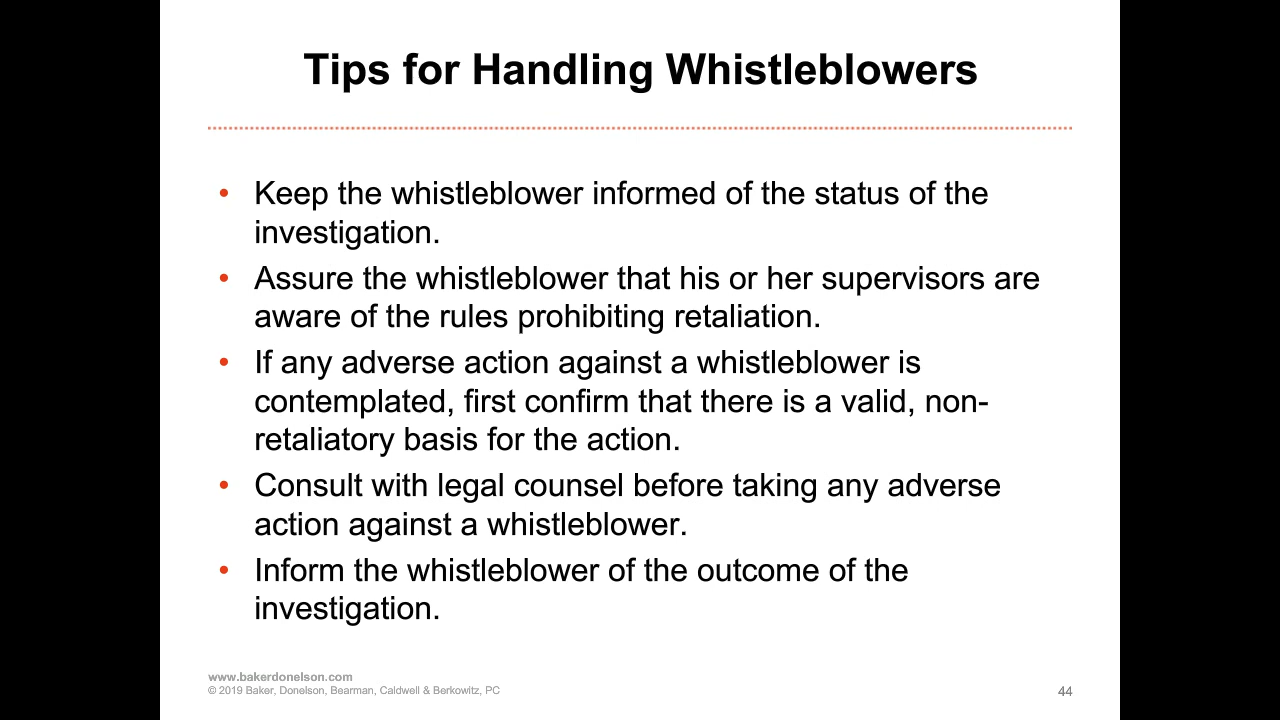 Tips for Handling Whistleblowers
• Keep the whistleblower informed of the status of the
investigation.
• Assure the whistleblower that his or her supervisors are
aware of the rules prohibiting retaliation.
• If any adverse action against a whistleblower is
contemplated, first confirm that there is a valid, non-
retaliatory basis for the action.
• Consult with legal counsel before taking any adverse
action against a whistleblower.
• Inform the whistleblower of the outcome of the
investigation.
www.bakerdonelson.com
© 2019 Baker, Donelson, Bearman, Caldwell & Berkowitz, PC
44